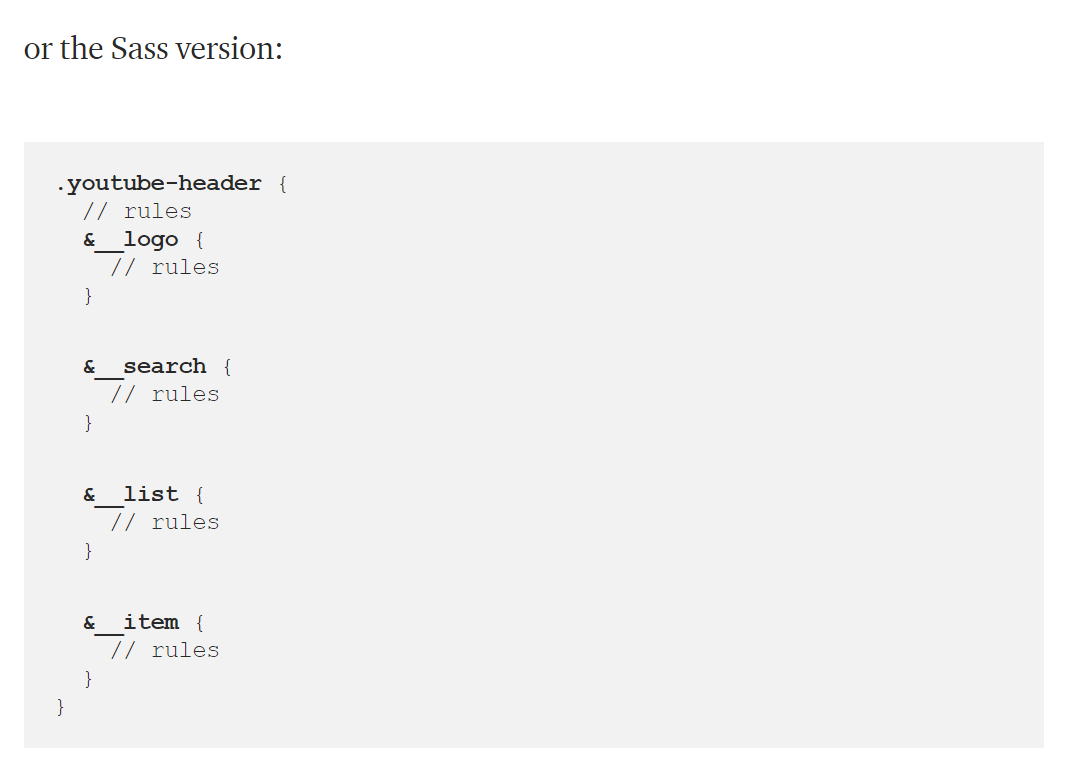 or the Sass version:
.youtube-header {
  // rules
  &__logo {
    // rules
  }
  &__search {
    // rules
  }
  &__list {
    // rules
  }
  &__item {
    // rules
  }
}